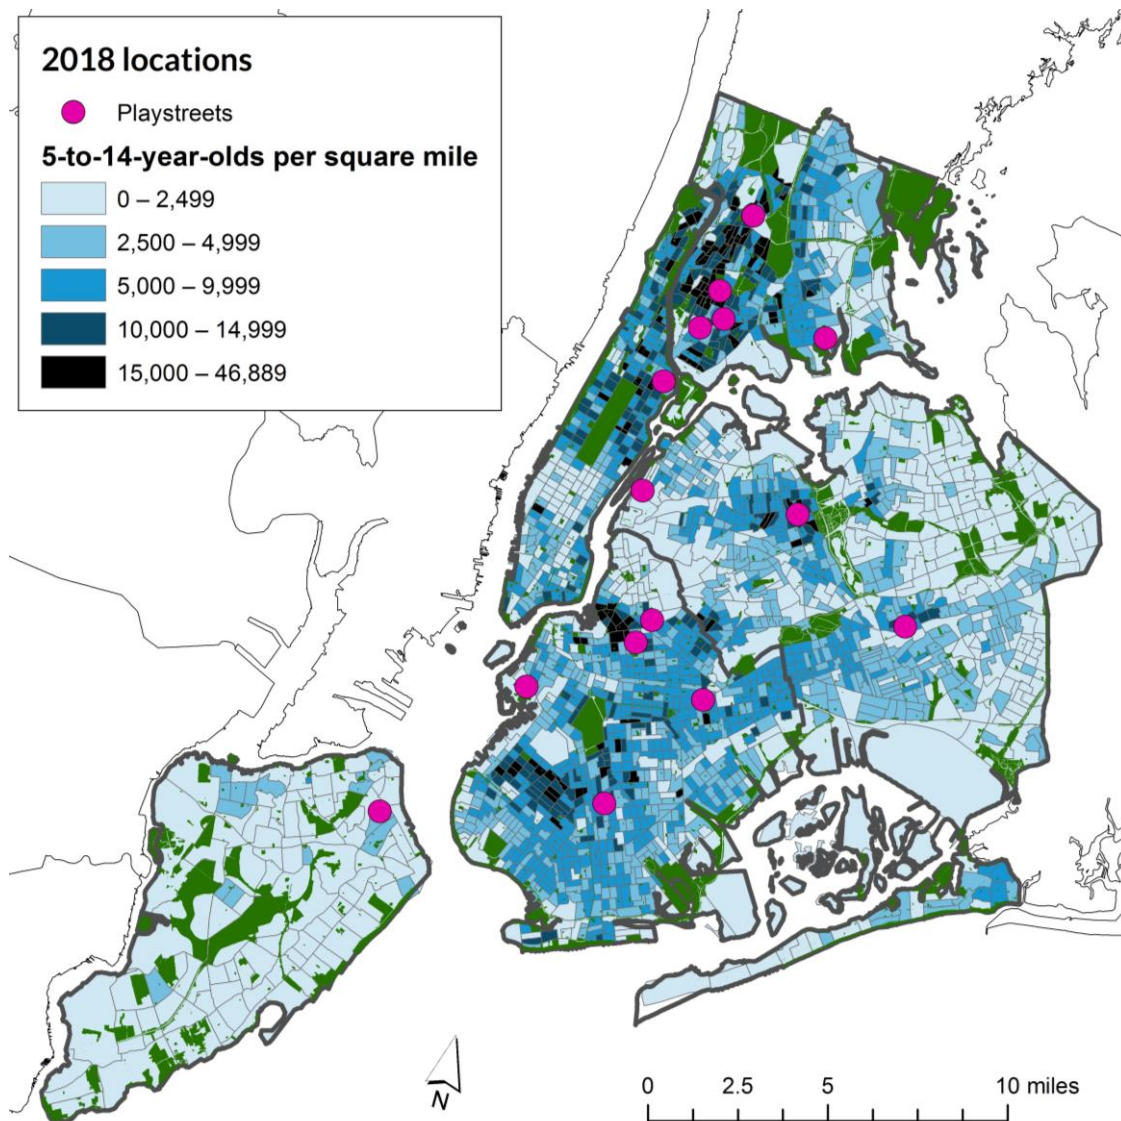 2018 locations
Playstreets
5-to-14-year-olds per square mile
0 – 2,499
2,500 – 4,999
5,000 – 9,999
10,000 – 14,999
15,000 – 46,889
N
0 2.5 5 10 miles